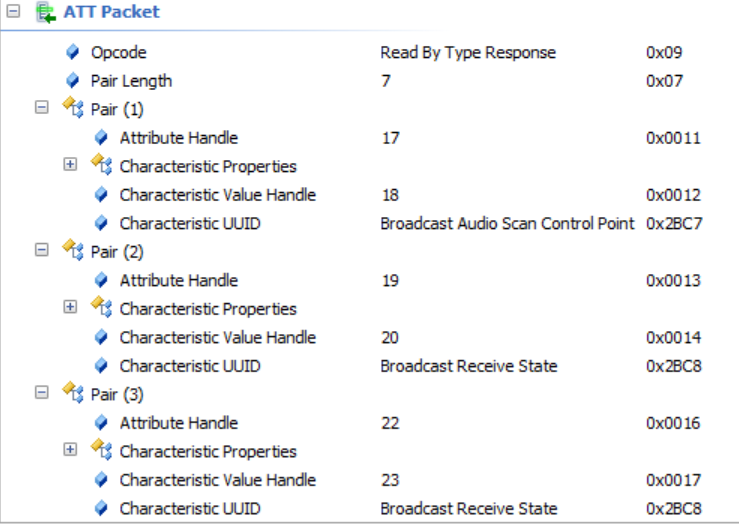 ATT Packet
Opcode Read By Type Response 0x09
Pair Length 7 0x07
Pair (1)
Attribute Handle 17 0x0011
Characteristic Properties
Characteristic Value Handle 18 0x0012
Characteristic UUID Broadcast Audio Scan Control Point 0x2BC7
Pair (2)
Attribute Handle 19 0x0013
Characteristic Properties
Characteristic Value Handle 20 0x0014
Characteristic UUID Broadcast Receive State 0x2BC8
Pair (3)
Attribute Handle 22 0x0016
Characteristic Properties
Characteristic Value Handle 23 0x0017
Characteristic UUID Broadcast Receive State 0x2BC8